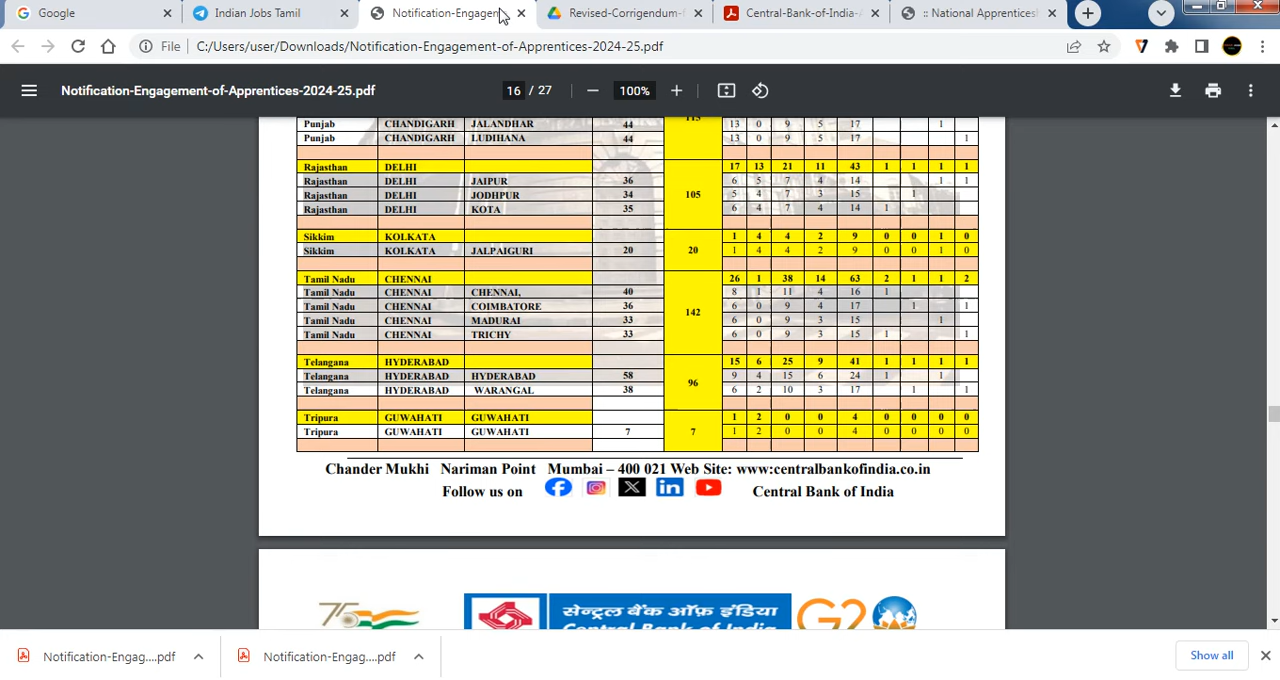 Google
Indian Jobs Tamil
Notification-Engagem
Revised-Corrigendum-
Central-Bank-of-India-
:: National Apprentices
File C:/Users/user/Downloads/Notification-Engagement-of-Apprentices-2024-25.pdf
Notification-Engagement-of-Apprentices-2024-25.pdf 16 / 27 100%
Punjab CHANDIGARH JALANDHAR 44 113 13 0 9 5 17 1
Punjab CHANDIGARH LUDIHANA 44 13 0 9 5 17 1
Rajasthan DELHI 17 13 21 11 43 1 1 1 1
Rajasthan DELHI JAIPUR 36 6 5 7 4 14 1 1
Rajasthan DELHI JODHPUR 34 105 5 4 7 3 15 1
Rajasthan DELHI KOTA 35 6 4 7 4 14 1
Sikkim KOLKATA 1 4 4 2 9 0 0 1 0
Sikkim KOLKATA JALPAIGURI 20 20 1 4 4 2 9 0 0 1 0
Tamil Nadu CHENNAI 26 1 38 14 63 2 1 1 2
Tamil Nadu CHENNAI CHENNAI, 40 8 1 11 4 16 1
Tamil Nadu CHENNAI COIMBATORE 36 142 6 0 9 4 17 1 1
Tamil Nadu CHENNAI MADURAI 33 6 0 9 3 15 1
Tamil Nadu CHENNAI TRICHY 33 6 0 9 3 15 1 1
Telangana HYDERABAD 15 6 25 9 41 1 1 1 1
Telangana HYDERABAD HYDERABAD 58 96 9 4 15 6 24 1 1
Telangana HYDERABAD WARANGAL 38 6 2 10 3 17 1 1
Tripura GUWAHATI GUWAHATI 1 2 0 0 4 0 0 0 0
Tripura GUWAHATI GUWAHATI 7 7 1 2 0 0 4 0 0 0 0
Chander Mukhi Nariman Point Mumbai – 400 021 Web Site: www:centralbankofindia.co.in
Follow us on Central Bank of India
75 सेन्ट्रल बैंक ऑफ़ इंडिया G20
Central Bank of India
Notification-Engag....pdf
Notification-Engag....pdf
Show all